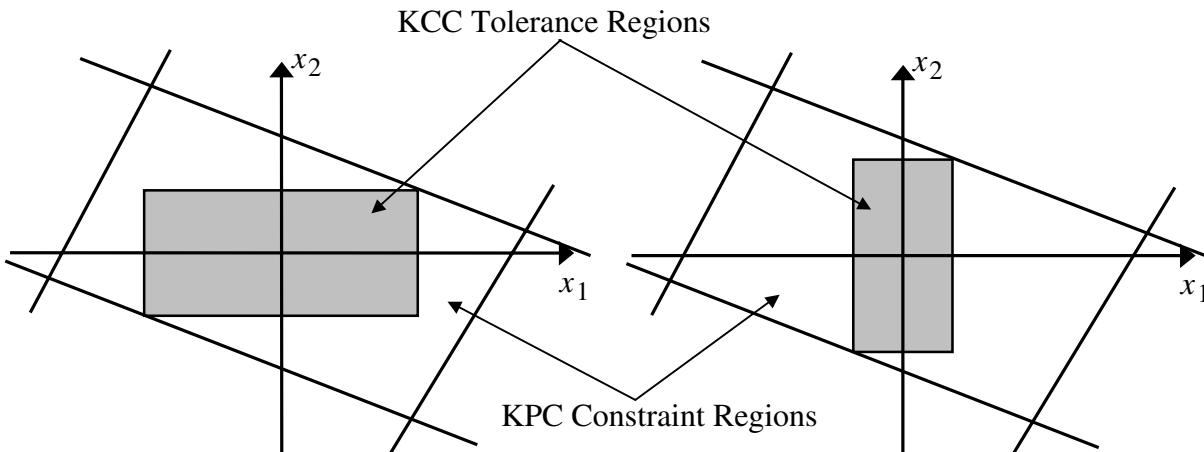 KCC Tolerance Regions
x2
x2
x1
x1
KPC Constraint Regions